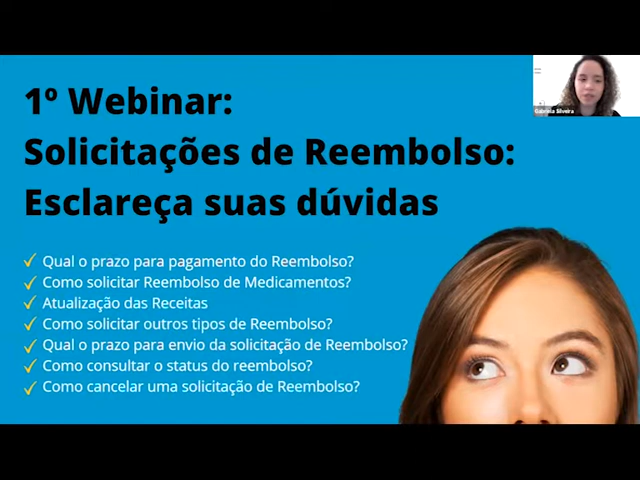 1º Webinar:
Solicitações de Reembolso:
Esclareça suas dúvidas
Qual o prazo para pagamento do Reembolso?
Como solicitar Reembolso de Medicamentos?
Atualização das Receitas
Como solicitar outros tipos de Reembolso?
Qual o prazo para envio da solicitação de Reembolso?
Como consultar o status do reembolso?
Como cancelar uma solicitação de Reembolso?
Gabriela Silveira